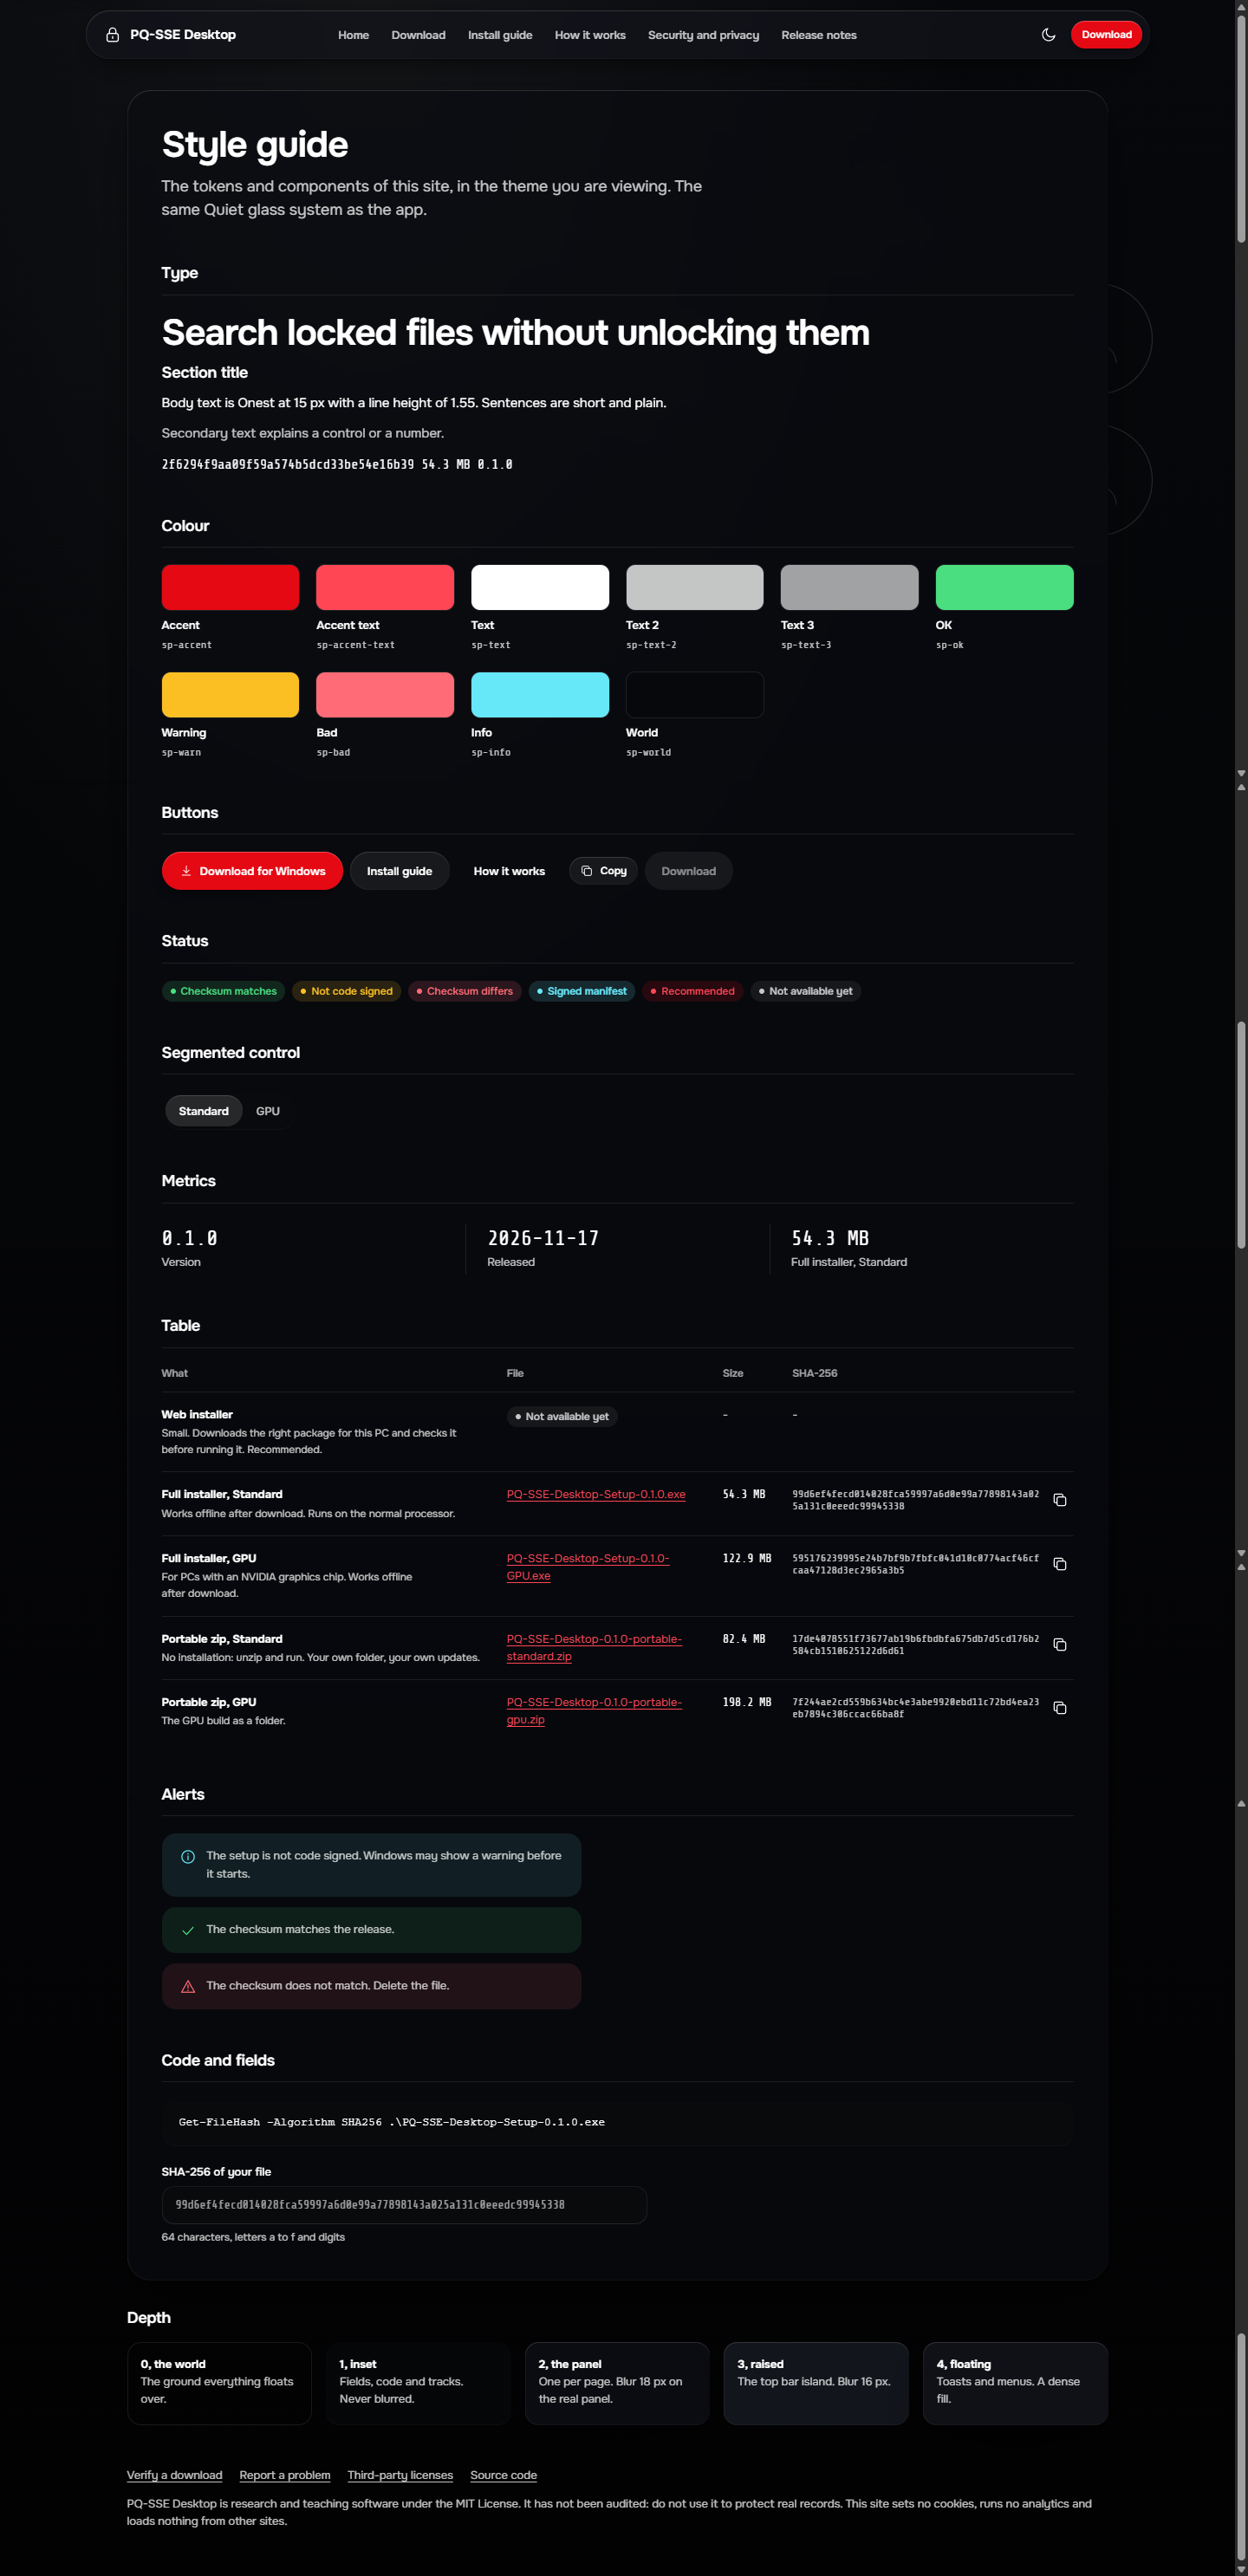 PQ-SSE Desktop
Home Download Install guide How it works Security and privacy Release notes
Download
Style guide
The tokens and components of this site, in the theme you are viewing. The
same Quiet glass system as the app.
Type
Search locked files without unlocking them
Section title
Body text is Onest at 15 px with a line height of 1.55. Sentences are short and plain.
Secondary text explains a control or a number.
2f6294f9aa09f59a574b5dcd33be54e16b39 54.3 MB 0.1.0
Colour
Accent Accent text Text Text 2 Text 3 OK
sp-accent sp-accent-text sp-text sp-text-2 sp-text-3 sp-ok
Warning Bad Info World
sp-warn sp-bad sp-info sp-world
Buttons
Download for Windows Install guide How it works Copy Download
Status
Checksum matches Not code signed Checksum differs Signed manifest Recommended Not available yet
Segmented control
Standard GPU
Metrics
0.1.0 2026-11-17 54.3 MB
Version Released Full installer, Standard
Table
What File Size SHA-256
Web installer Not available yet - -
Small. Downloads the right package for this PC and checks it
before running it. Recommended.
Full installer, Standard PQ-SSE-Desktop-Setup-0.1.0.exe 54.3 MB 99d6ef4fecd014028fca59997a6d0e99a77898143a02
Works offline after download. Runs on the normal processor. 5a131c0eeedc99945338
Full installer, GPU PQ-SSE-Desktop-Setup-0.1.0- 122.9 MB 595176239995e24b7bf9b7fbfc041d10c0774acf46cf
For PCs with an NVIDIA graphics chip. Works offline GPU.exe caa47128d3ec2965a3b5
after download.
Portable zip, Standard PQ-SSE-Desktop-0.1.0-portable- 82.4 MB 17de4078551f73677ab19b6fbdbfa675db7d5cd176b2
No installation: unzip and run. Your own folder, your own updates. standard.zip 584cb1510625122d6d61
Portable zip, GPU PQ-SSE-Desktop-0.1.0-portable- 198.2 MB 7f244ae2cd559b634bc4e3abe9920ebd11c72bd4ea23
The GPU build as a folder. gpu.zip eb7894c306ccac66ba8f
Alerts
The setup is not code signed. Windows may show a warning before
it starts.
The checksum matches the release.
The checksum does not match. Delete the file.
Code and fields
Get-FileHash -Algorithm SHA256 .\PQ-SSE-Desktop-Setup-0.1.0.exe
SHA-256 of your file
99d6ef4fecd014028fca59997a6d0e99a77898143a025a131c0eeedc99945338
64 characters, letters a to f and digits
Depth
0, the world 1, inset 2, the panel 3, raised 4, floating
The ground everything floats Fields, code and tracks. One per page. Blur 18 px on The top bar island. Blur 16 px. Toasts and menus. A dense
over. Never blurred. the real panel. fill.
Verify a download Report a problem Third-party licenses Source code
PQ-SSE Desktop is research and teaching software under the MIT License. It has not been audited: do not use it to protect real records. This site sets no cookies, runs no analytics and
loads nothing from other sites.